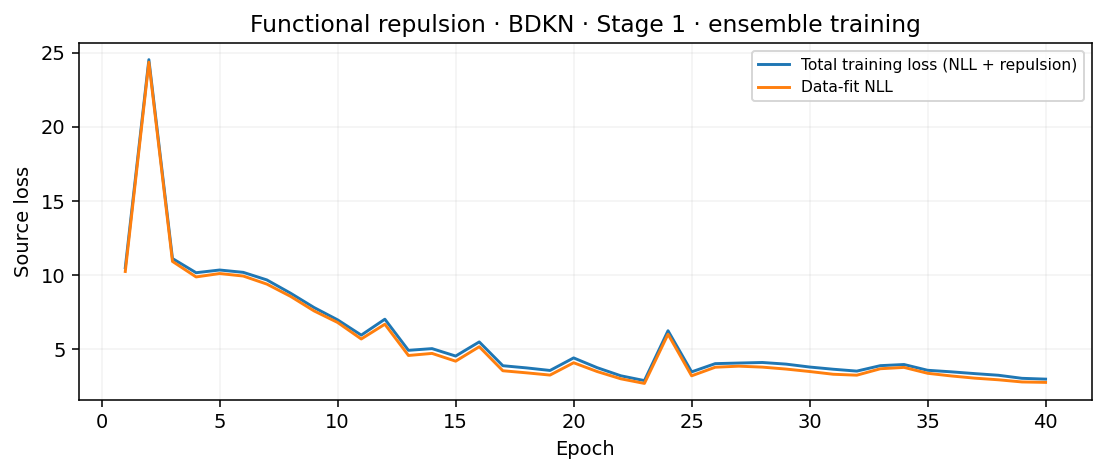 Functional repulsion · BDKN · Stage 1 · ensemble training
Total training loss (NLL + repulsion)
Data-fit NLL
Source loss
25
20
15
10
5
0
5
10
15
20
25
30
35
40
Epoch